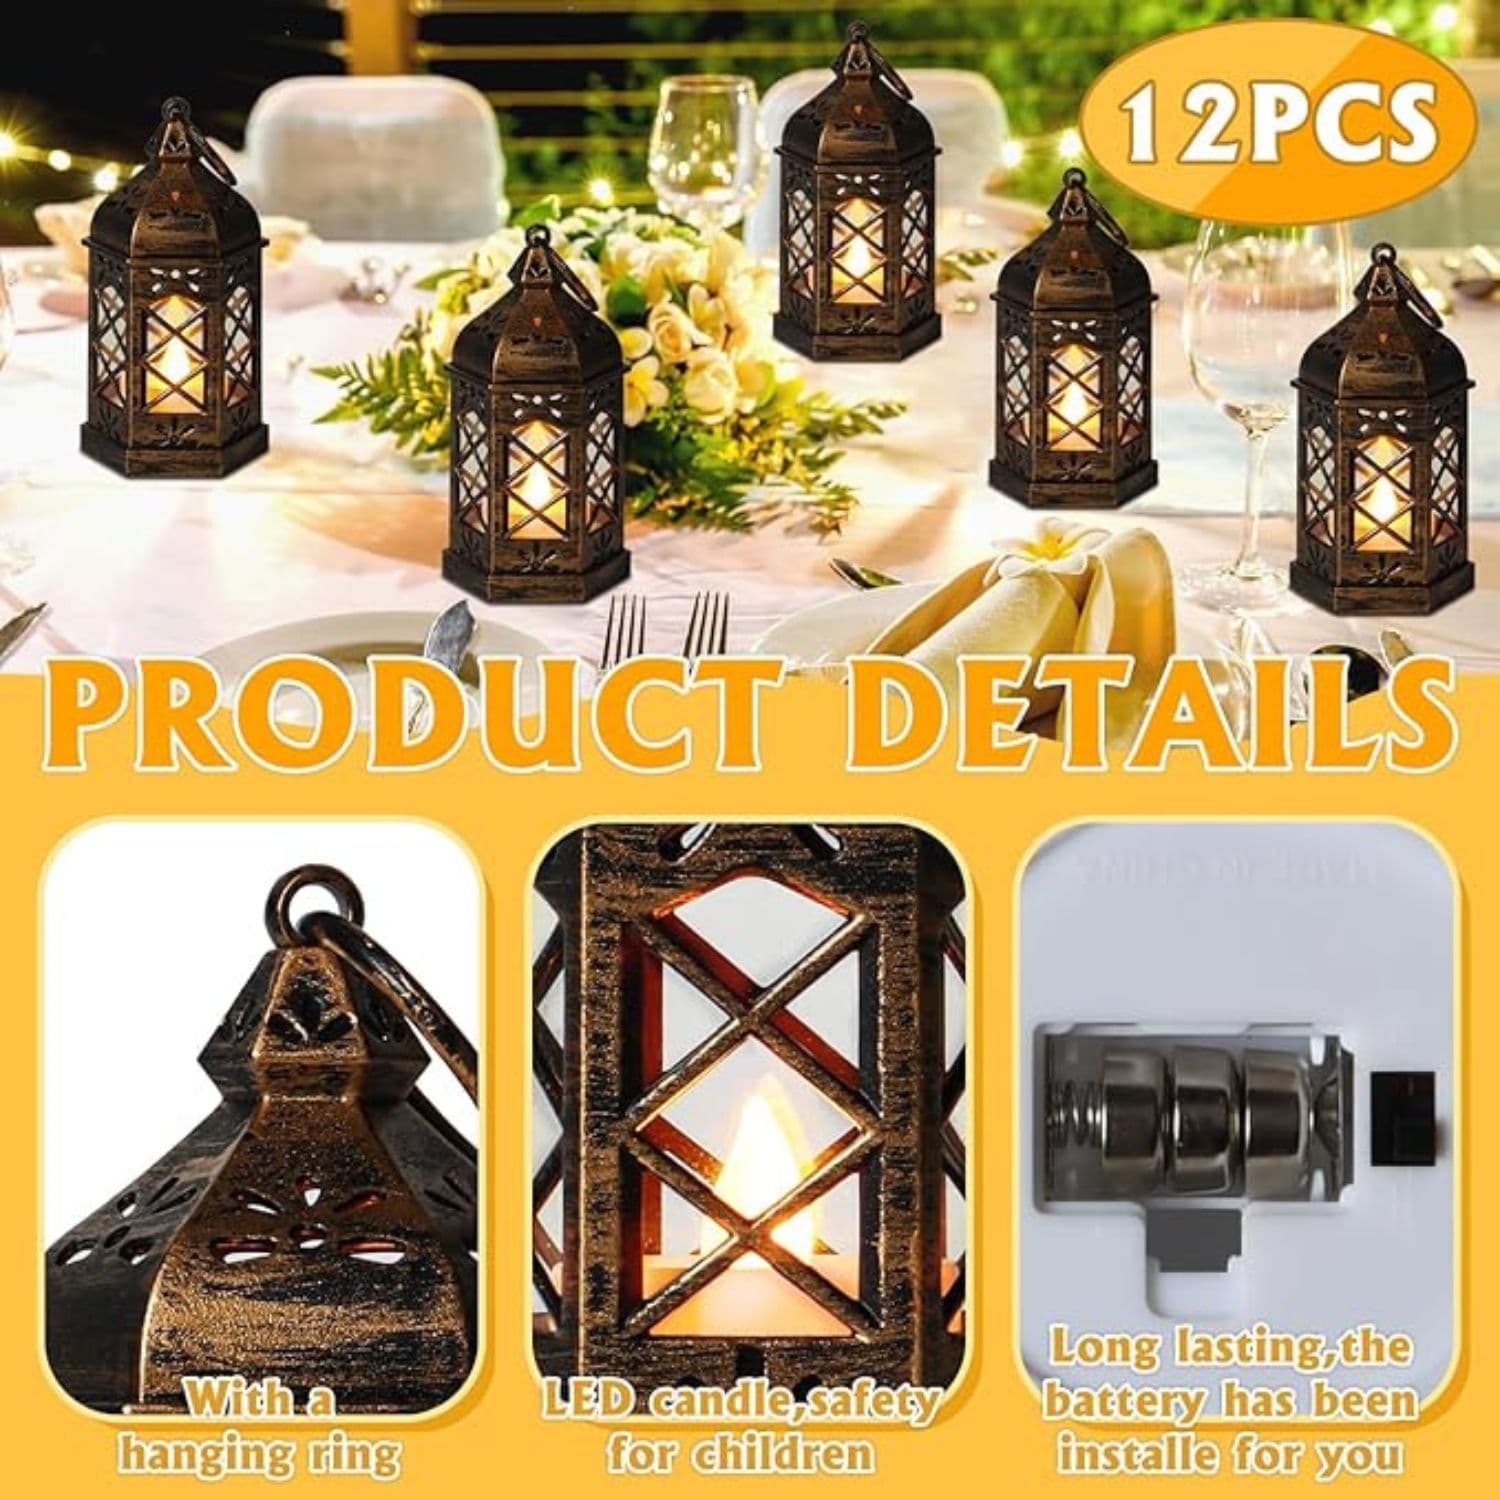 12PCS
PRODUCT DETAILS
With a
hanging ring
LED candle,safety
for children
Long lasting,the
battery has been
installe for you